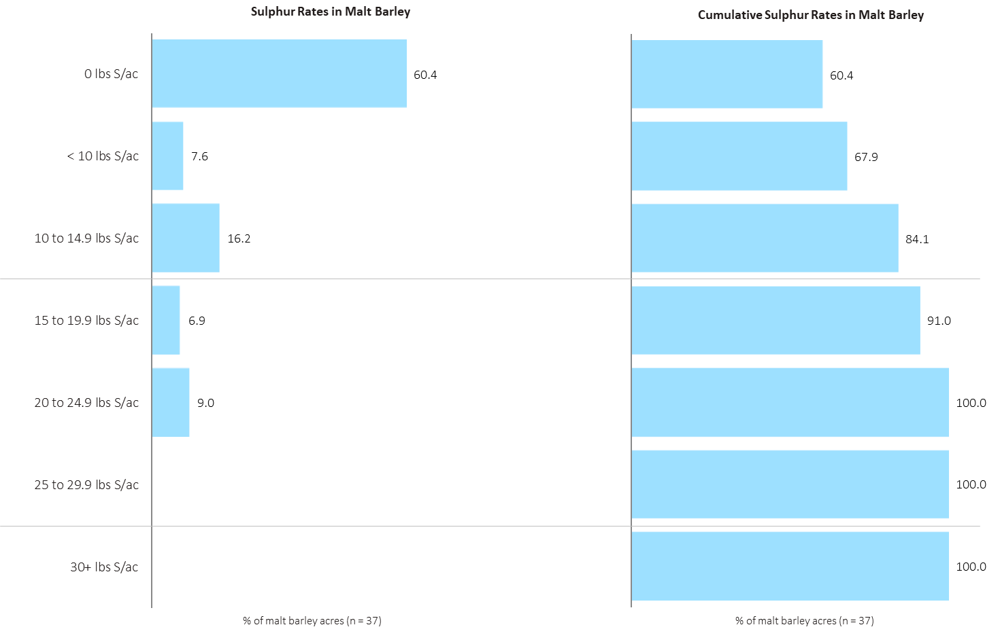 Sulphur Rates in Malt Barley
Cumulative Sulphur Rates in Malt Barley
0 lbs S/ac
60.4
60.4
< 10 lbs S/ac
7.6
67.9
10 to 14.9 lbs S/ac
16.2
84.1
15 to 19.9 lbs S/ac
6.9
91.0
20 to 24.9 lbs S/ac
9.0
100.0
25 to 29.9 lbs S/ac
100.0
30+ lbs S/ac
100.0
% of malt barley acres (n = 37)
% of malt barley acres (n = 37)